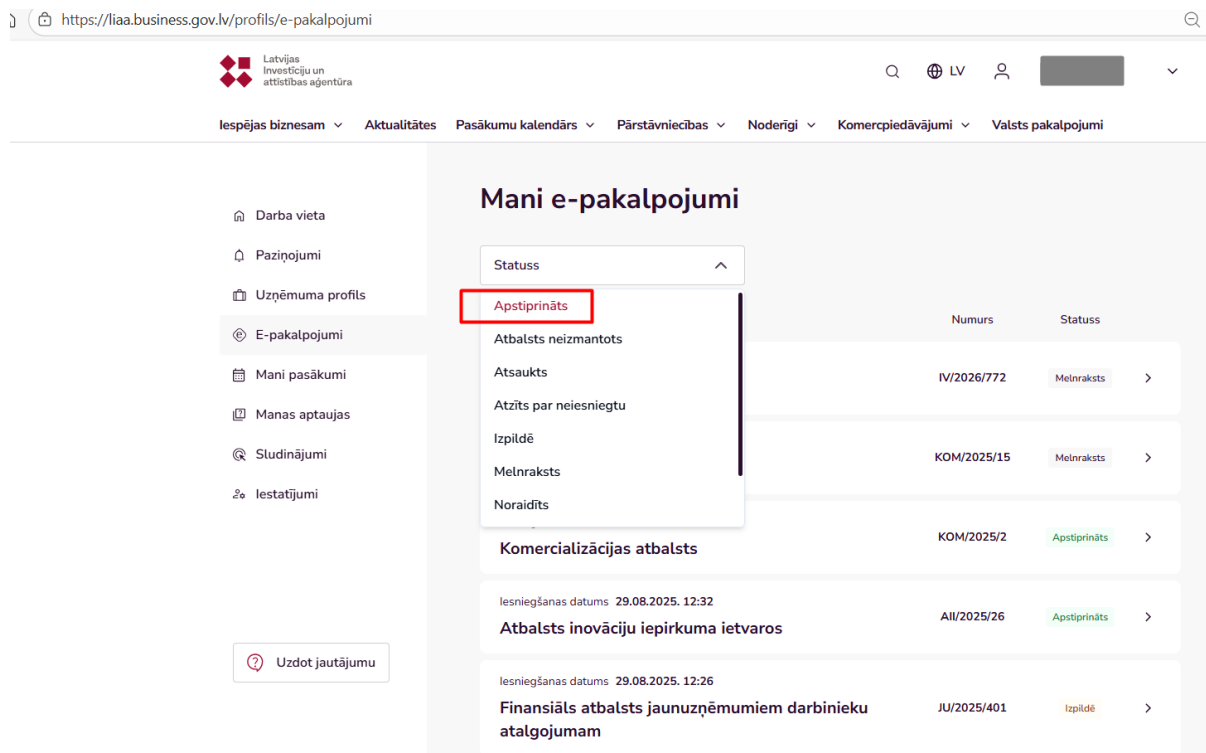 https://liaa.business.gov.lv/profils/e-pakalpojumi
Latvijas
Investīciju un
attīstības aģentūra
LV
Iespējas biznesam
Aktualitātes
Pasākumu kalendārs
Pārstāvniecības
Noderīgi
Komercpiedāvājumi
Valsts pakalpojumi
Darba vieta
Paziņojumi
Uzņēmuma profils
E-pakalpojumi
Mani pasākumi
Manas aptaujas
Sludinājumi
Iestatījumi
Uzdot jautājumu
Mani e-pakalpojumi
Statuss
Apstiprināts
Atbalsts neizmantots
Atsaukts
Atzīts par neiesniegtu
Izpildē
Melnraksts
Noraidīts
Numurs Statuss
IV/2026/772 Melnraksts
KOM/2025/15 Melnraksts
Komercializācijas atbalsts
KOM/2025/2 Apstiprināts
Iesniegšanas datums 29.08.2025. 12:32
Atbalsts inovāciju iepirkuma ietvaros
AII/2025/26 Apstiprināts
Iesniegšanas datums 29.08.2025. 12:26
Finansiāls atbalsts jaunuzņēmumiem darbinieku
atalgojumam
JU/2025/401 Izpildē